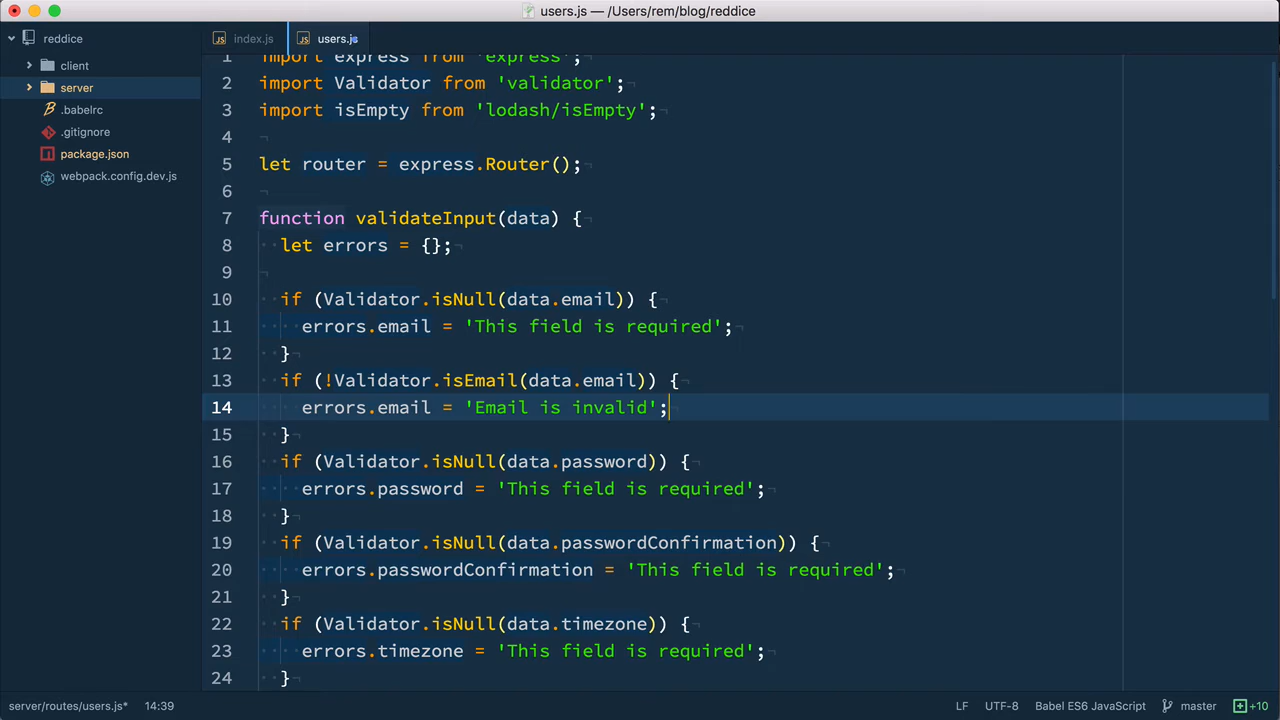 users.js — /Users/rem/blog/reddice
reddice
client
server
.babelrc
.gitignore
package.json
webpack.config.dev.js
index.js
users.js
1 import express from 'express';
2 import Validator from 'validator';
3 import isEmpty from 'lodash/isEmpty';
4
5 let router = express.Router();
6
7 function validateInput(data) {
8 let errors = {};
9
10 if (Validator.isNull(data.email)) {
11 errors.email = 'This field is required';
12 }
13 if (!Validator.isEmail(data.email)) {
14 errors.email = 'Email is invalid';
15 }
16 if (Validator.isNull(data.password)) {
17 errors.password = 'This field is required';
18 }
19 if (Validator.isNull(data.passwordConfirmation)) {
20 errors.passwordConfirmation = 'This field is required';
21 }
22 if (Validator.isNull(data.timezone)) {
23 errors.timezone = 'This field is required';
24 }
server/routes/users.js* 14:39 LF UTF-8 Babel ES6 JavaScript master +10